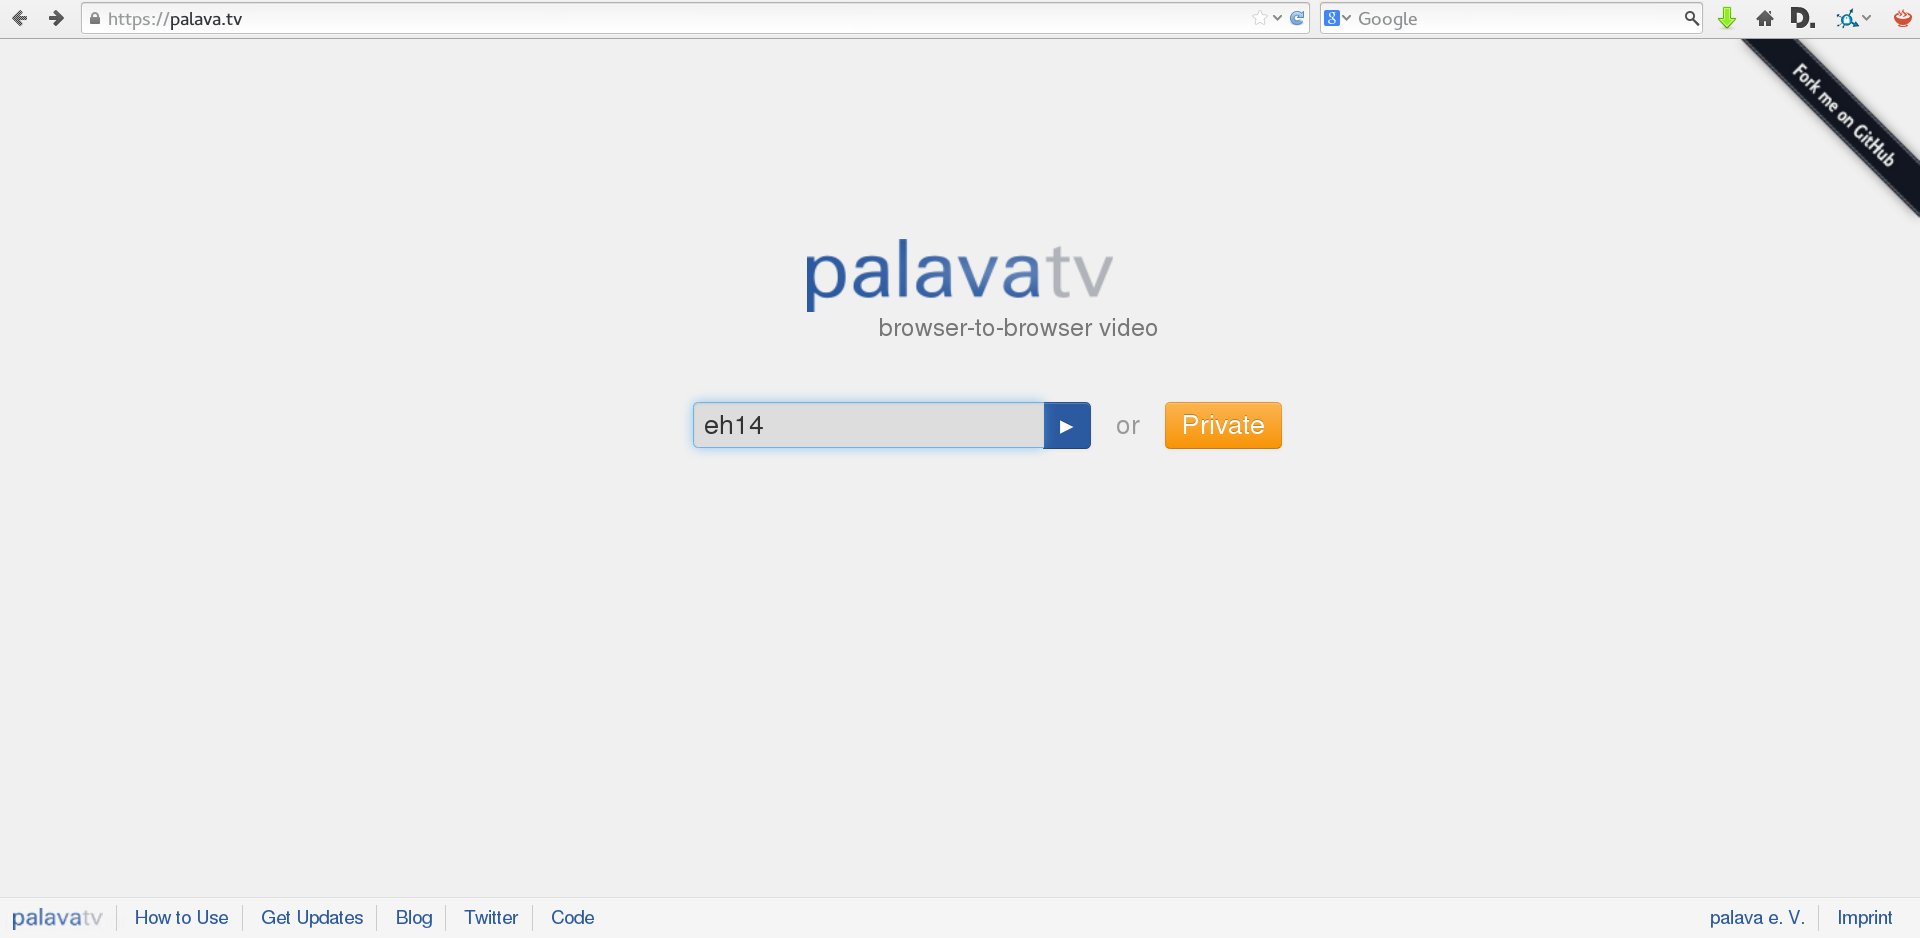 https://palava.tv
8 Google
D.
Fork me on GitHub
palavatv
browser-to-browser video
eh14
or
Private
palavatv
How to Use
Get Updates
Blog
Twitter
Code
palava e. V.
Imprint